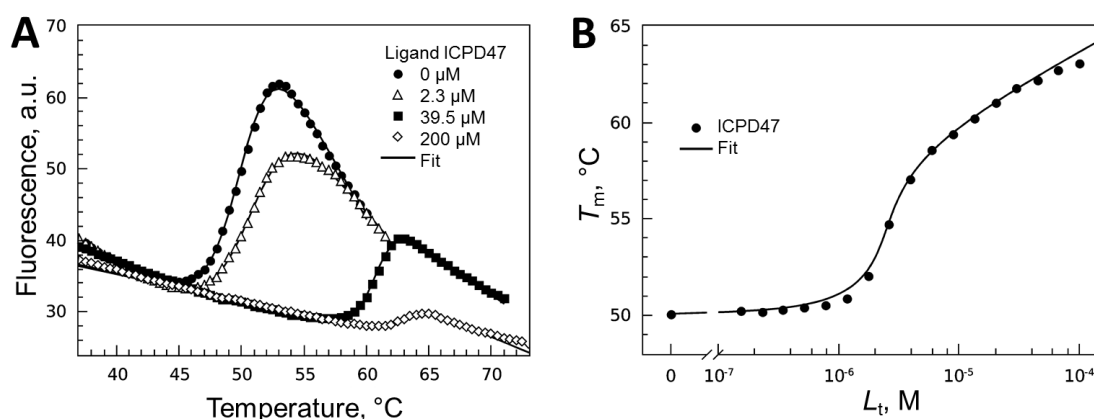 A
Fluorescence, a.u.
70
60
50
40
30
Ligand ICPD47
0 µM
2.3 µM
39.5 µM
200 µM
Fit
40 45 50 55 60 65 70
Temperature, °C
B
Tm, °C
65
60
55
50
ICPD47
Fit
0 10⁻⁷ 10⁻⁶ 10⁻⁵ 10⁻⁴
Lt, M